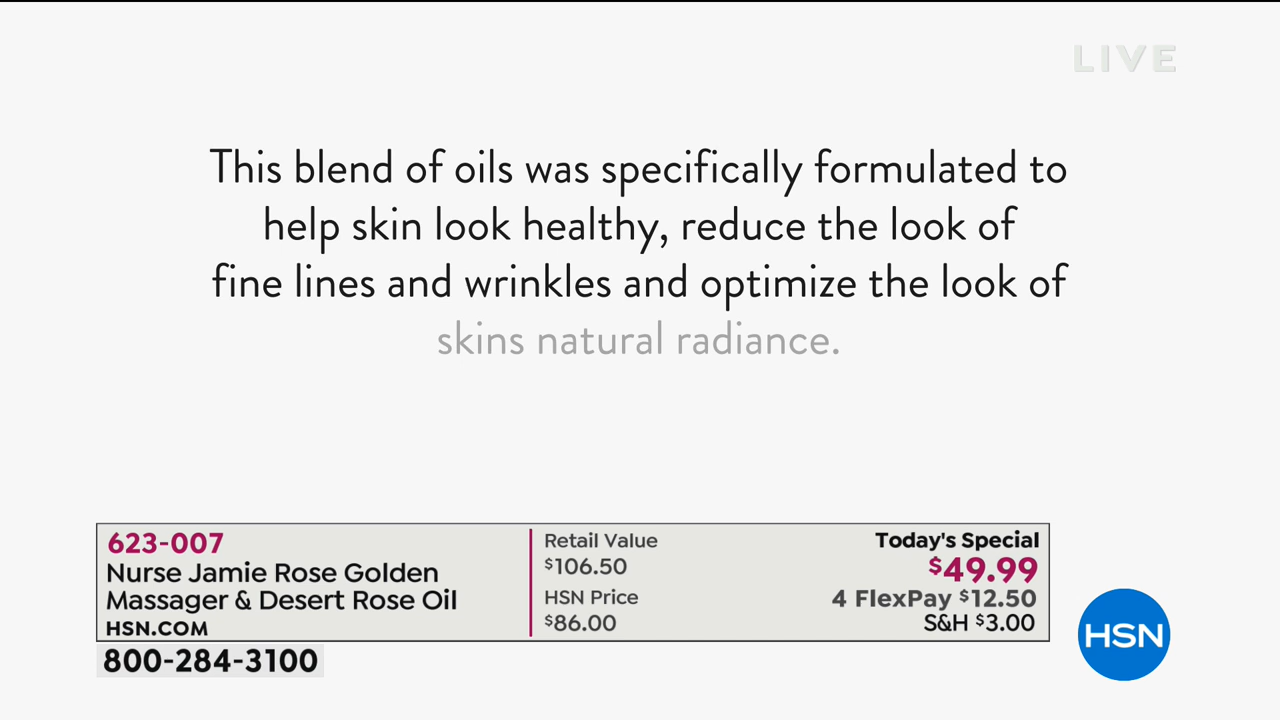 LIVE
This blend of oils was specifically formulated to
help skin look healthy, reduce the look of
fine lines and wrinkles and optimize the look of
skins natural radiance.
623-007
Nurse Jamie Rose Golden
Massager & Desert Rose Oil
HSN.COM
Retail Value
$106.50
HSN Price
$86.00
Today's Special
$49.99
4 FlexPay $12.50
S&H $3.00
800-284-3100
HSN